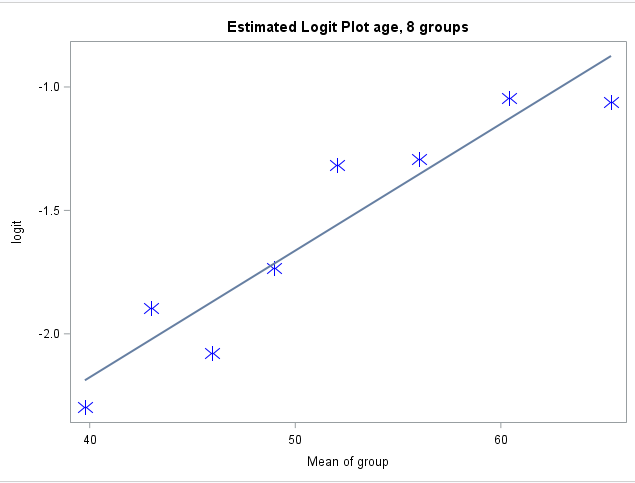 Estimated Logit Plot age, 8 groups
-1.0
-1.5
-2.0
logit
40 50 60
Mean of group